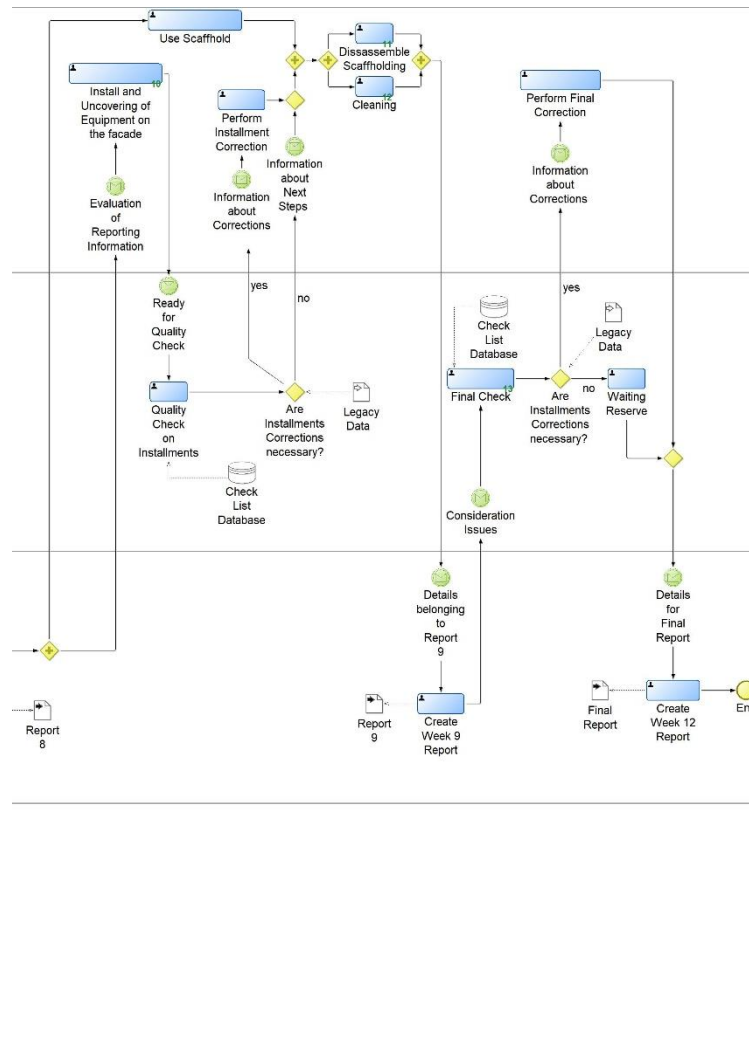 Use Scaffhold
10
Install and
Uncovering of
Equipment on
the facade
Evaluation
of
Reporting
Information
Perform
Installment
Correction
Information
about
Corrections
Information
about
Next
Steps
11
Dissassemble
Scaffolding
12
Cleaning
Perform Final
Correction
Information
about
Corrections
Ready
for
Quality
Check
Quality
Check
on
Installments
Check
List
Database
yes
no
Are
Installments
Corrections
necessary?
Legacy
Data
Check
List
Database
13
Final Check
Consideration
Issues
yes
Are
Installments
Corrections
necessary?
Legacy
Data
no
Waiting
Reserve
Report
8
Details
belonging
to
Report
9
Report
9
Create
Week 9
Report
Details
for
Final
Report
Final
Report
Create
Week 12
Report
En